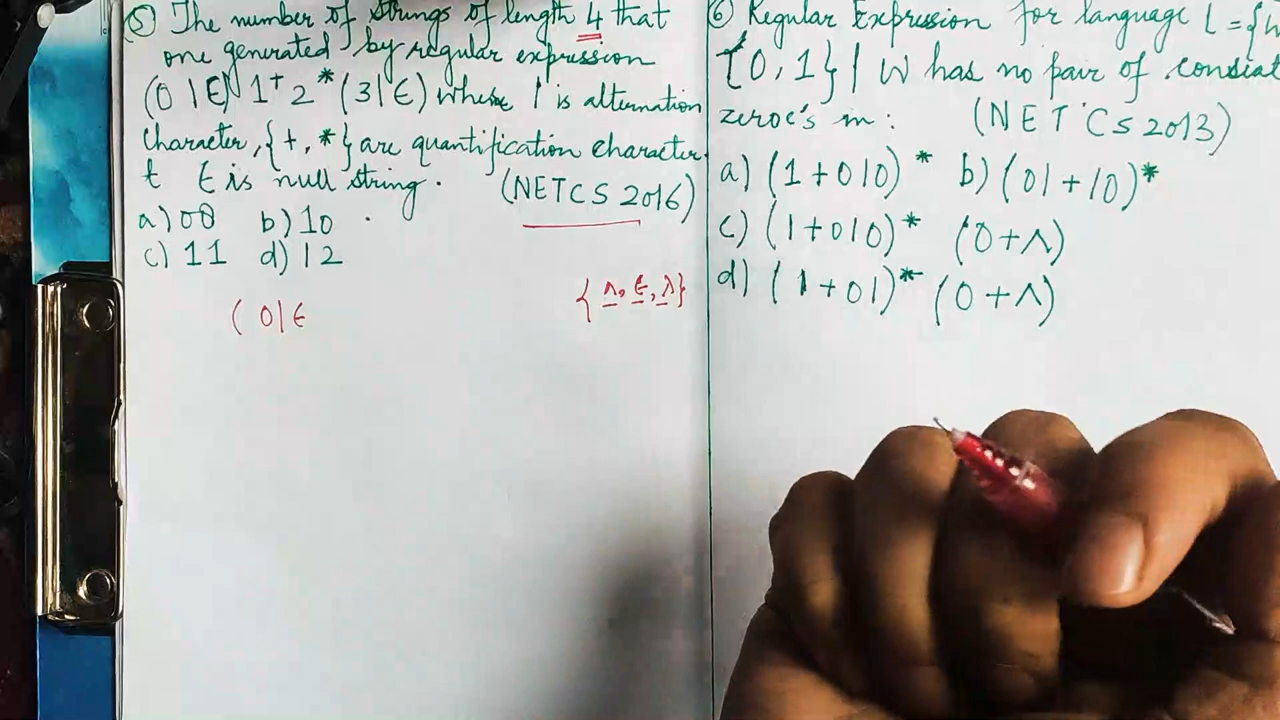 ⑤ The number of strings of length 4 that
one generated by regular expression
(0 | ∈) 1⁺ 2* (3 | ∈) where | is alternation
character, {+, *} are quantification character
t ∈ is null string. (NETCS 2016)
a) 08 b) 10
c) 11 d) 12
{ ʌ, ∈, λ}
( 0 | ∈
⑥ Regular Expression for language L = {W
{0, 1} | W has no pair of consicat
zeroe's in: (NET CS 2013)
a) (1 + 010)* b) (01 + 10)*
c) (1 + 010)* (0 + ʌ)
d) (1 + 01)* (0 + ʌ)